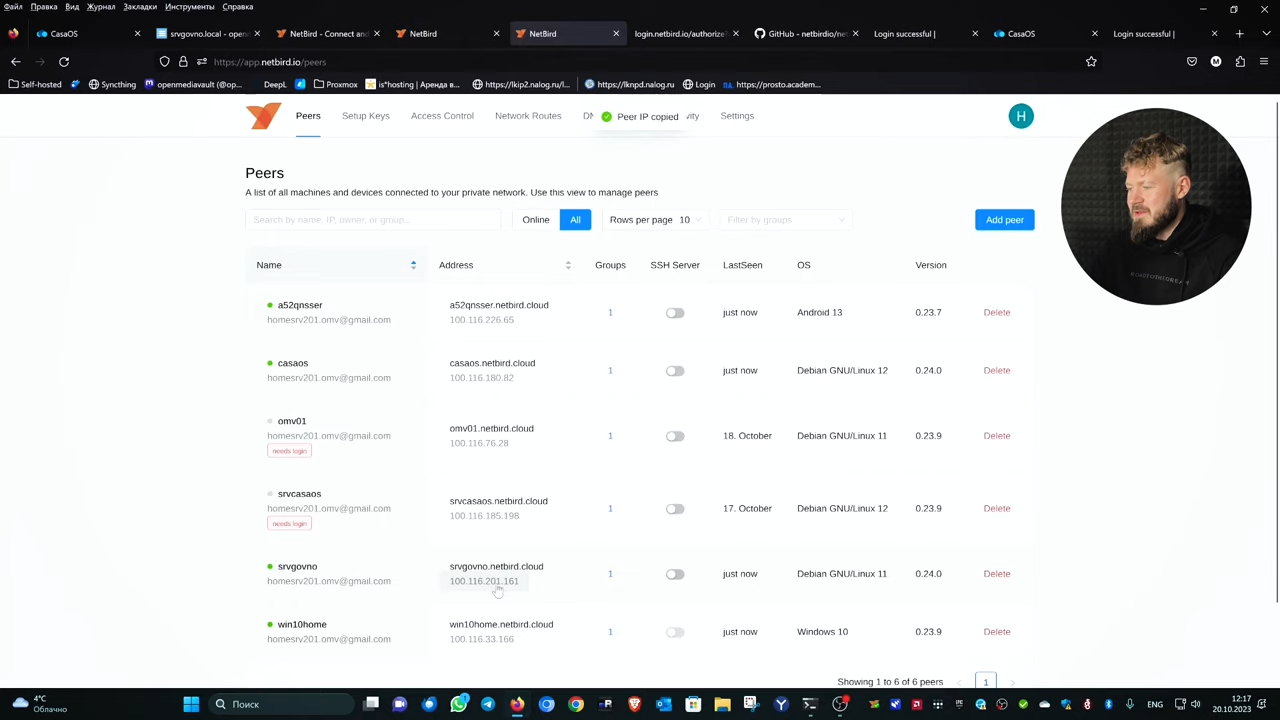 Файл Правка Вид Журнал Закладки Инструменты Справка
CasaOS
srvgovno.local - openm
NetBird - Connect and
NetBird
NetBird
login.netbird.io/authorize?
GitHub - netbirdio/net
Login successful |
CasaOS
Login successful |
https://app.netbird.io/peers
M
Self-hosted
Syncthing
openmediavault (@op...
DeepL
Proxmox
is*hosting | Аренда в...
https://lkip2.nalog.ru/l...
https://lknpd.nalog.ru
Login
https://prosto.academ...
Peers
Setup Keys
Access Control
Network Routes
Peer IP copied
Settings
H
Peers
A list of all machines and devices connected to your private network. Use this view to manage peers
Search by name, IP, owner, or group...
Online
All
Rows per page 10
Filter by groups
Add peer
Name
Address
Groups
SSH Server
LastSeen
OS
Version
a52qnsser
homesrv201.omv@gmail.com
a52qnsser.netbird.cloud
100.116.226.65
1
just now
Android 13
0.23.7
Delete
casaos
homesrv201.omv@gmail.com
casaos.netbird.cloud
100.116.180.82
1
just now
Debian GNU/Linux 12
0.24.0
Delete
omv01
homesrv201.omv@gmail.com
needs login
omv01.netbird.cloud
100.116.76.28
1
18. October
Debian GNU/Linux 11
0.23.9
Delete
srvcasaos
homesrv201.omv@gmail.com
needs login
srvcasaos.netbird.cloud
100.116.185.198
1
17. October
Debian GNU/Linux 12
0.23.9
Delete
srvgovno
homesrv201.omv@gmail.com
srvgovno.netbird.cloud
100.116.201.161
1
just now
Debian GNU/Linux 11
0.24.0
Delete
win10home
homesrv201.omv@gmail.com
win10home.netbird.cloud
100.116.33.166
1
just now
Windows 10
0.23.9
Delete
Showing 1 to 6 of 6 peers
1
4°C
Облачно
Поиск
ENG
12:17
20.10.2023